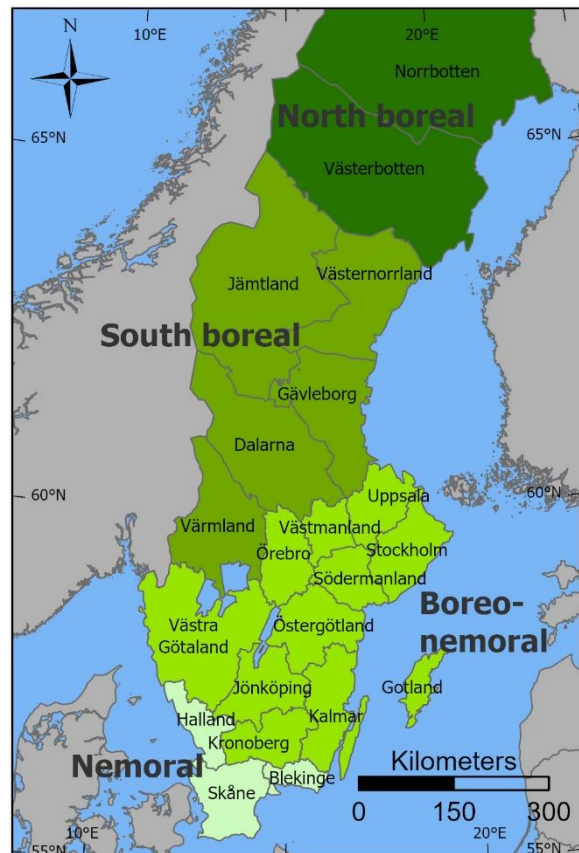 10°E
20°E
N
Norrbotten
North boreal
65°N
65°N
Västerbotten
Västernorrland
Jämtland
South boreal
Gävleborg
Dalarna
60°N
60°N
Uppsala
Värmland
Västmanland
Örebro
Stockholm
Södermanland
Boreo-
nemoral
Västra
Götaland
Östergötland
Jönköping
Gotland
Halland
Kalmar
Kronoberg
Nemoral
Kilometers
Blekinge
Skåne
0 150 300
55°N
10°E
20°E
55°N